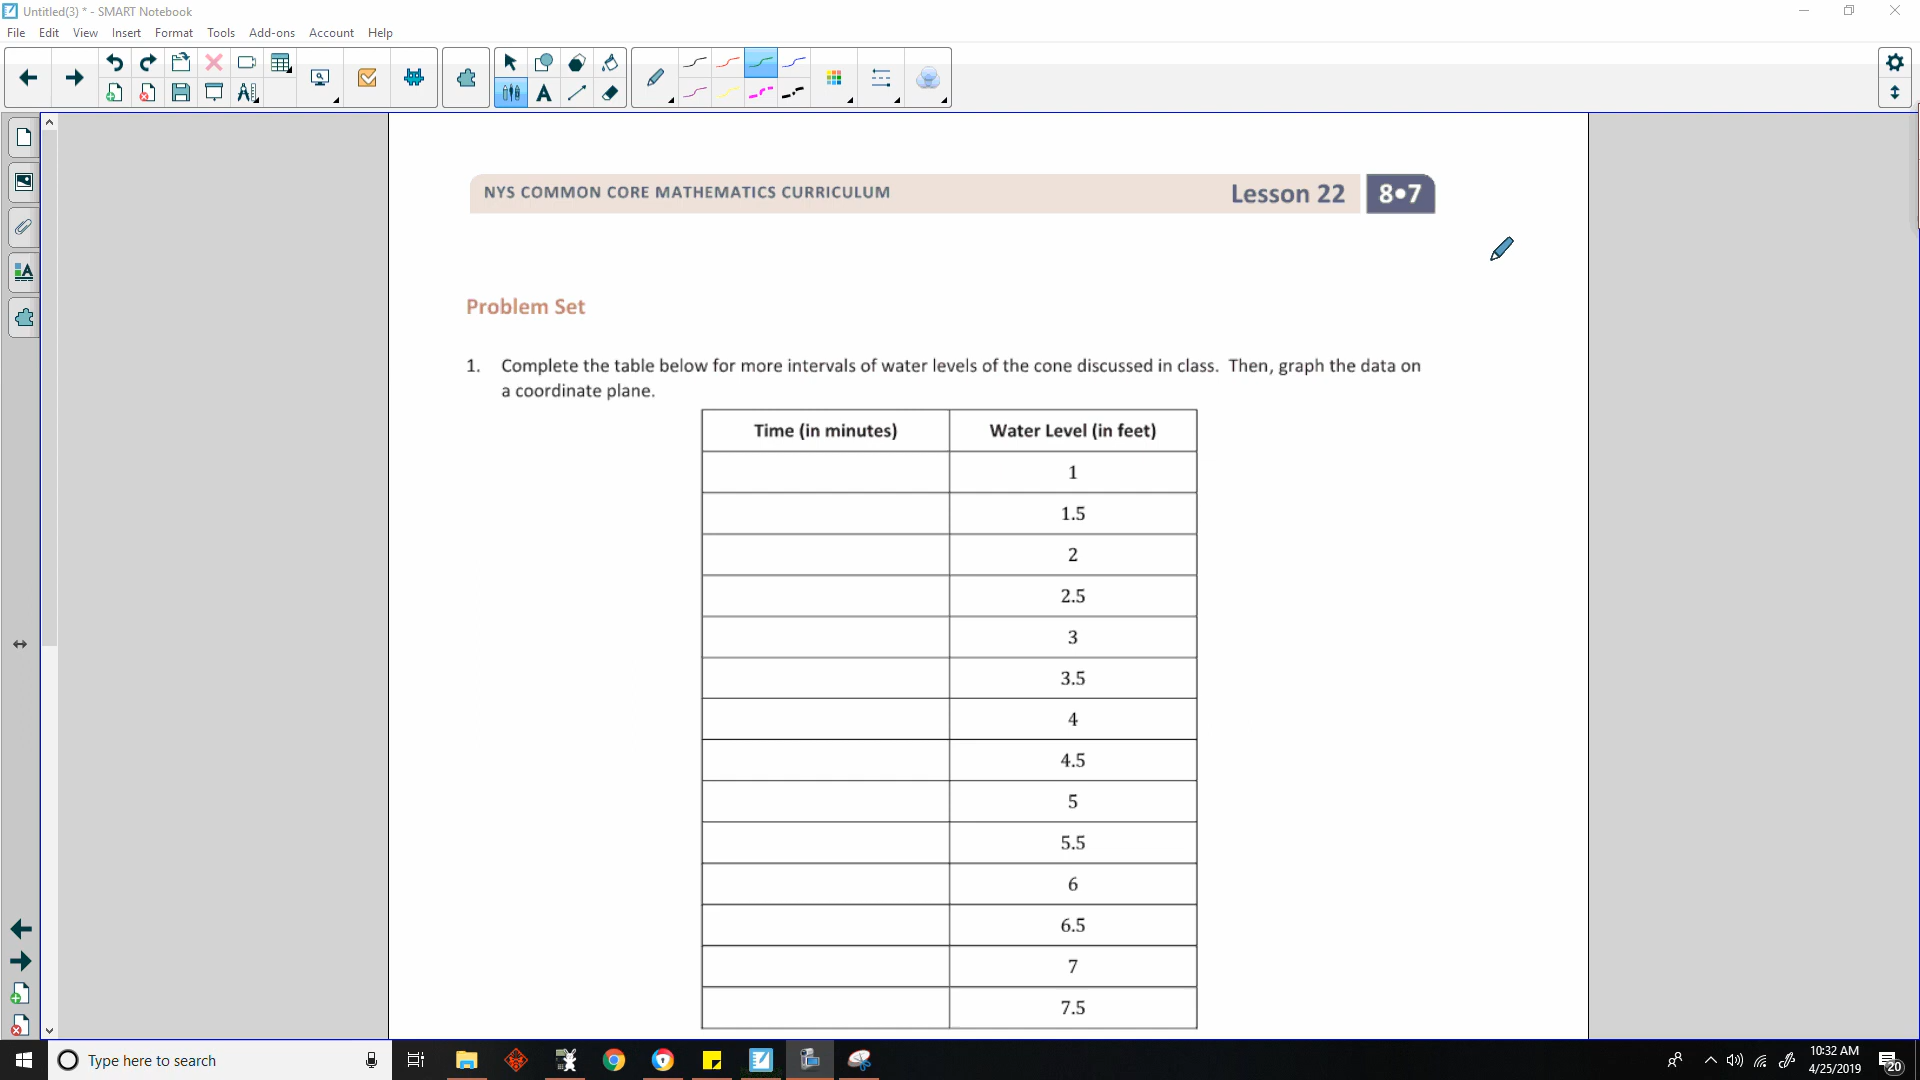 Untitled(3) * - SMART Notebook
File Edit View Insert Format Tools Add-ons Account Help
NYS COMMON CORE MATHEMATICS CURRICULUM
Lesson 22 8•7
Problem Set
1. Complete the table below for more intervals of water levels of the cone discussed in class. Then, graph the data on
a coordinate plane.
Time (in minutes) Water Level (in feet)
1
1.5
2
2.5
3
3.5
4
4.5
5
5.5
6
6.5
7
7.5
Type here to search
10:32 AM
4/25/2019
20